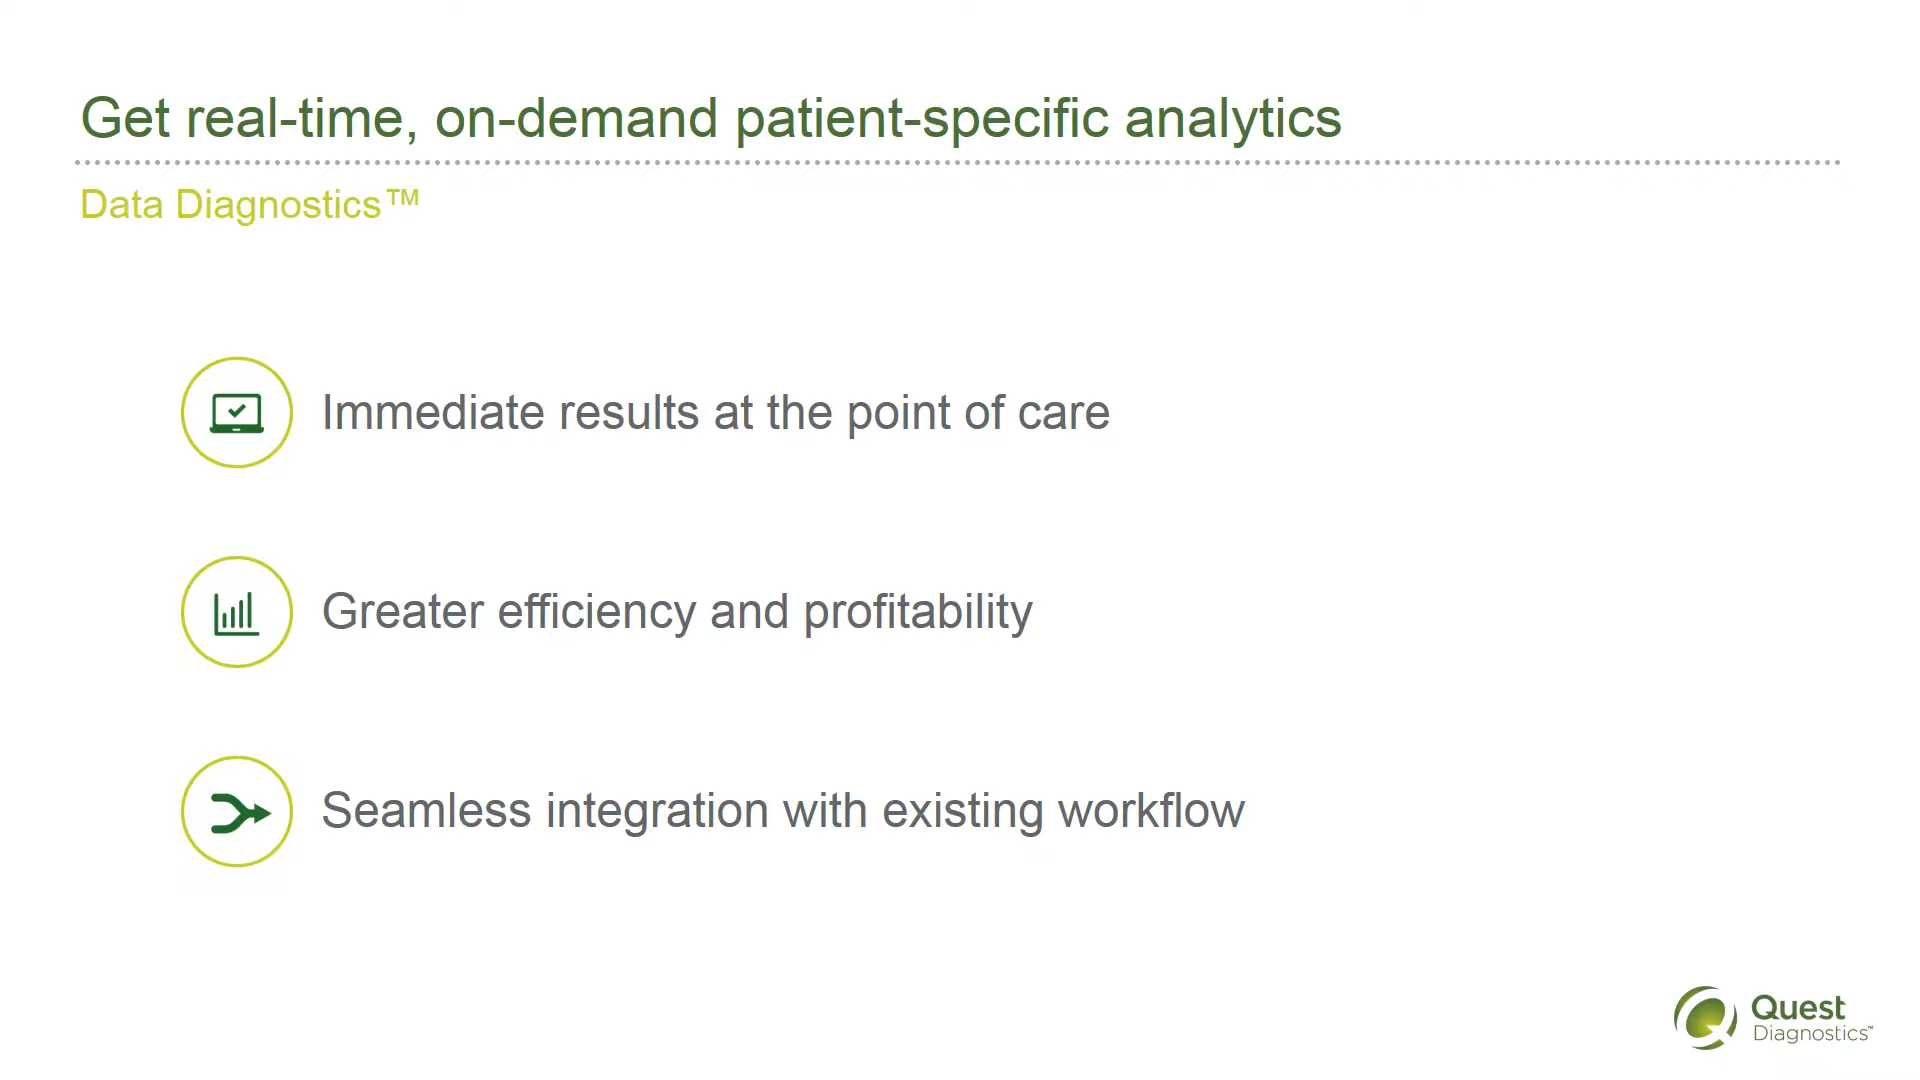 Get real-time, on-demand patient-specific analytics
Data Diagnostics™
Immediate results at the point of care
Greater efficiency and profitability
Seamless integration with existing workflow
Quest
Diagnostics™